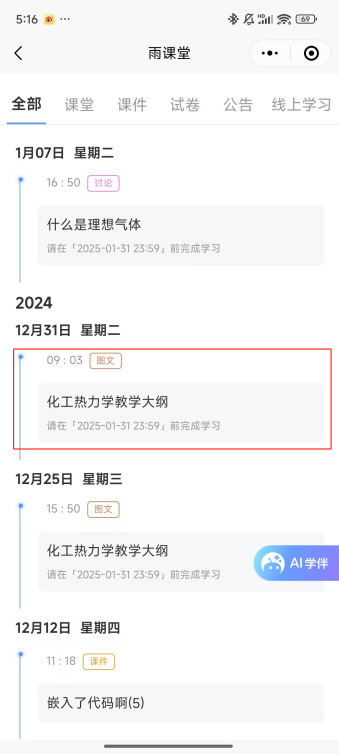 5:16 ··· HD 69
雨课堂
全部 课堂 课件 试卷 公告 线上学习
1月07日 星期二
16 : 50 讨论
什么是理想气体
请在「2025-01-31 23:59」前完成学习
2024
12月31日 星期二
09 : 03 图文
化工热力学教学大纲
请在「2025-01-31 23:59」前完成学习
12月25日 星期三
15 : 50 图文
化工热力学教学大纲
请在「2025-01-31 23:59」前完成学习
AI学伴
12月12日 星期四
11 : 18 课件
嵌入了代码啊(5)